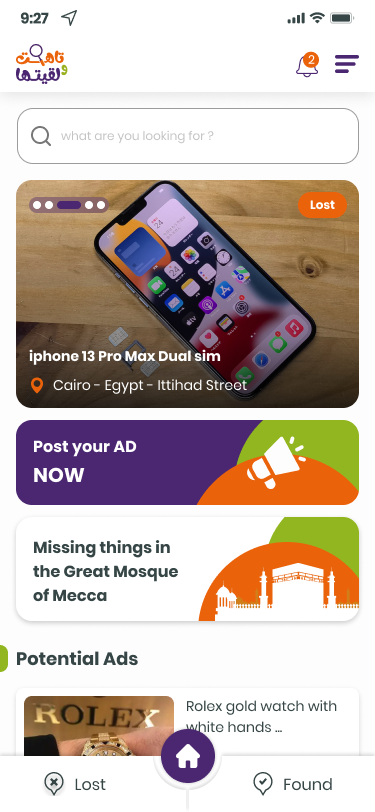 9:27
تاهت
و لقيتها
2
what are you looking for ?
Lost
iphone 13 Pro Max Dual sim
Cairo - Egypt - Ittihad Street
Post your AD
NOW
Missing things in
the Great Mosque
of Mecca
Potential Ads
ROLEX
Rolex gold watch with
white hands ...
Lost
Found